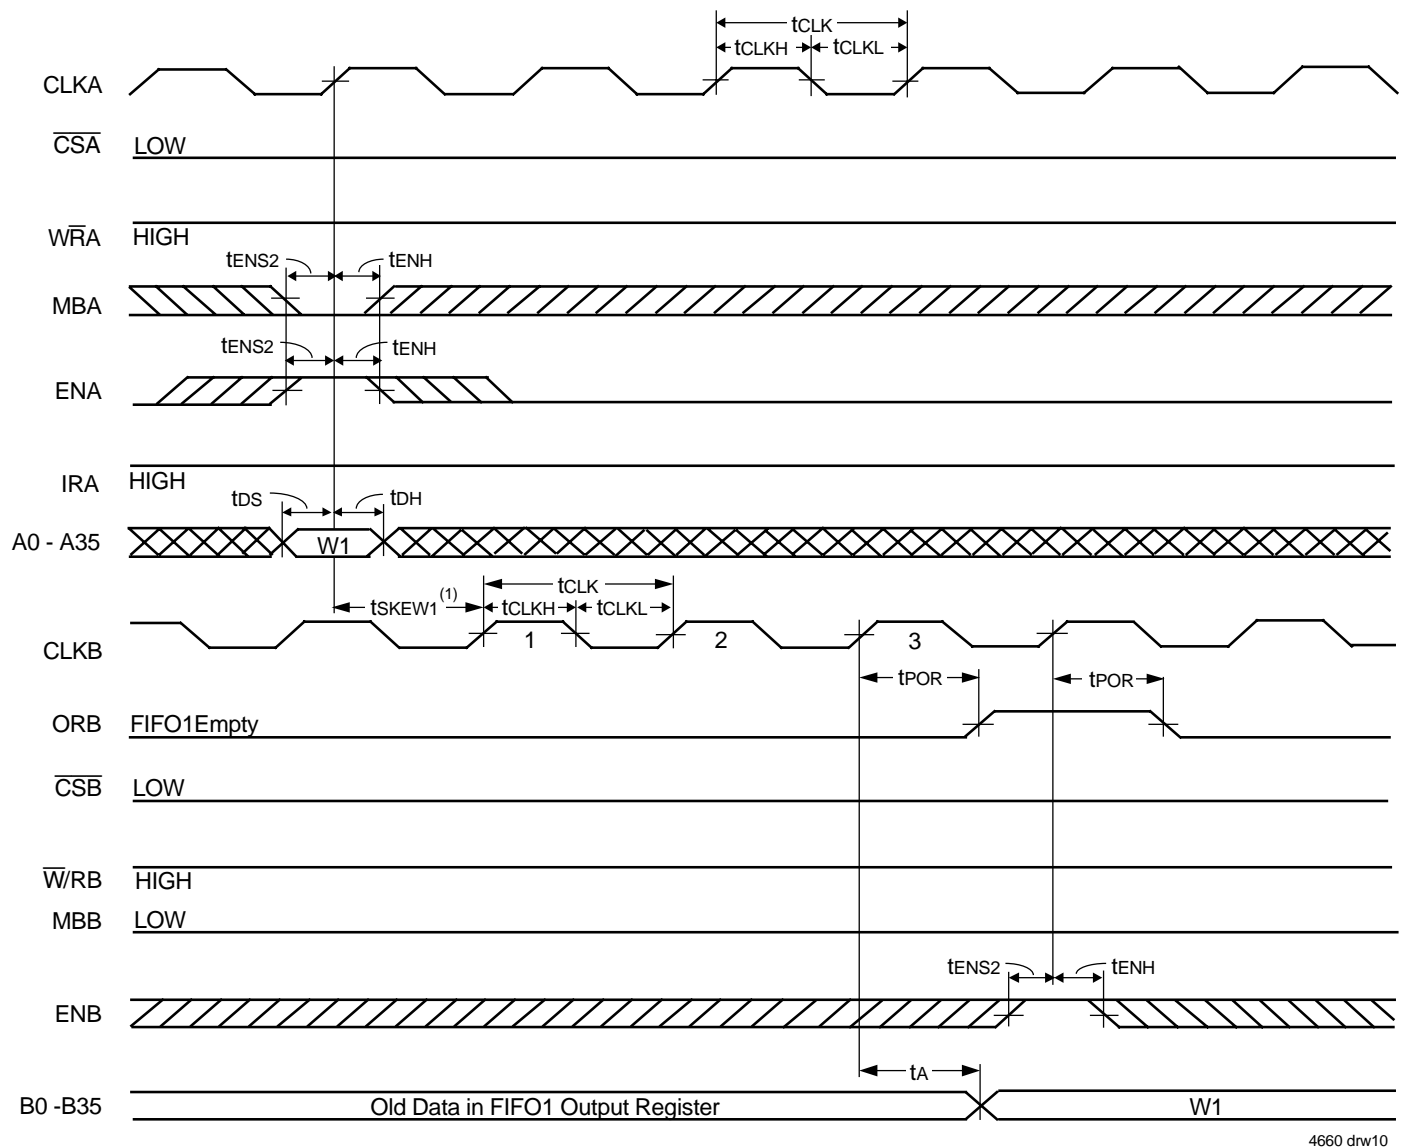 tCLK
tCLKH tCLKL
CLKA
CSA LOW
WRA HIGH
tENS2 tENH
MBA
tENS2 tENH
ENA
IRA HIGH
tDS tDH
A0 - A35 W1
tCLK
tSKEW1 (1) tCLKH tCLKL
CLKB 1 2 3
tPOR tPOR
ORB FIFO1Empty
CSB LOW
W/RB HIGH
MBB LOW
tENS2 tENH
ENB
tA
B0 -B35 Old Data in FIFO1 Output Register W1
4660 drw10